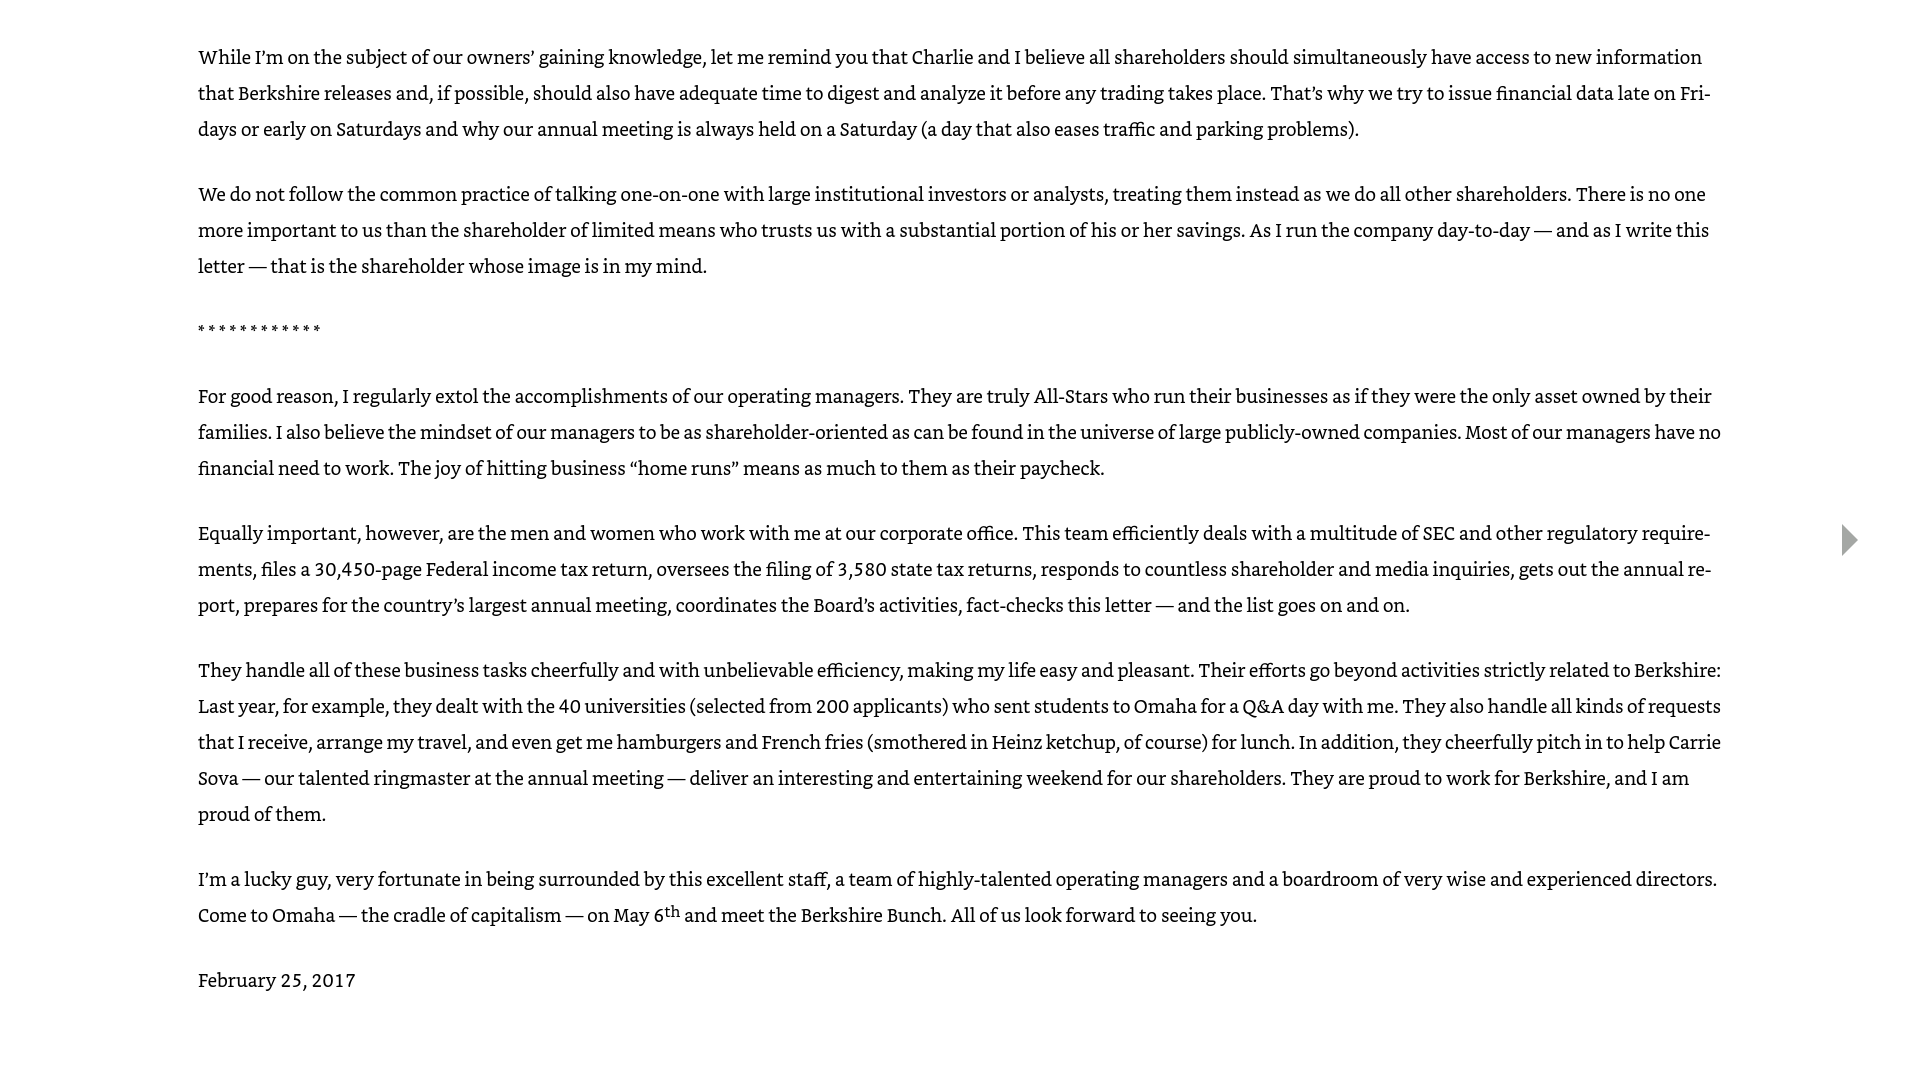 While I’m on the subject of our owners’ gaining knowledge, let me remind you that Charlie and I believe all shareholders should simultaneously have access to new information
that Berkshire releases and, if possible, should also have adequate time to digest and analyze it before any trading takes place. That’s why we try to issue financial data late on Fri-
days or early on Saturdays and why our annual meeting is always held on a Saturday (a day that also eases traffic and parking problems).
We do not follow the common practice of talking one-on-one with large institutional investors or analysts, treating them instead as we do all other shareholders. There is no one
more important to us than the shareholder of limited means who trusts us with a substantial portion of his or her savings. As I run the company day-to-day — and as I write this
letter — that is the shareholder whose image is in my mind.
* * * * * * * * * * * *
For good reason, I regularly extol the accomplishments of our operating managers. They are truly All-Stars who run their businesses as if they were the only asset owned by their
families. I also believe the mindset of our managers to be as shareholder-oriented as can be found in the universe of large publicly-owned companies. Most of our managers have no
financial need to work. The joy of hitting business “home runs” means as much to them as their paycheck.
Equally important, however, are the men and women who work with me at our corporate office. This team efficiently deals with a multitude of SEC and other regulatory require-
ments, files a 30,450-page Federal income tax return, oversees the filing of 3,580 state tax returns, responds to countless shareholder and media inquiries, gets out the annual re-
port, prepares for the country’s largest annual meeting, coordinates the Board’s activities, fact-checks this letter — and the list goes on and on.
They handle all of these business tasks cheerfully and with unbelievable efficiency, making my life easy and pleasant. Their efforts go beyond activities strictly related to Berkshire:
Last year, for example, they dealt with the 40 universities (selected from 200 applicants) who sent students to Omaha for a Q&A day with me. They also handle all kinds of requests
that I receive, arrange my travel, and even get me hamburgers and French fries (smothered in Heinz ketchup, of course) for lunch. In addition, they cheerfully pitch in to help Carrie
Sova — our talented ringmaster at the annual meeting — deliver an interesting and entertaining weekend for our shareholders. They are proud to work for Berkshire, and I am
proud of them.
I’m a lucky guy, very fortunate in being surrounded by this excellent staff, a team of highly-talented operating managers and a boardroom of very wise and experienced directors.
Come to Omaha — the cradle of capitalism — on May 6th and meet the Berkshire Bunch. All of us look forward to seeing you.
February 25, 2017